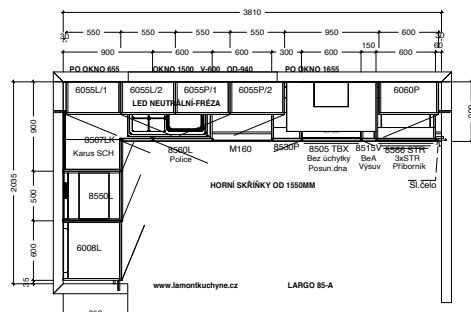 3810
30 550 550 550 950 550 30
900 600 600 300 600 150 600 60
PO OKNO 655 OKNO 1500 V-600 OD-940 PO OKNO 1655
6055L/1 6055L/2 6055P/1 6055P/2 6060P
LED NEUTRÁLNÍ-FRÉZA
8507LK 8560L M160 8530P 8505 TBX 8515V 8566 STR
Karus SCH Police Bez úchytky BeA 3xSTR
Posun.dna Výsuv Příborník
HORNÍ SKŘÍŇKY OD 1550MM
Sl.čelo
900
2035
500
8550L
600
6008L
35
www.lamontkuchyne.cz LARGO 85-A